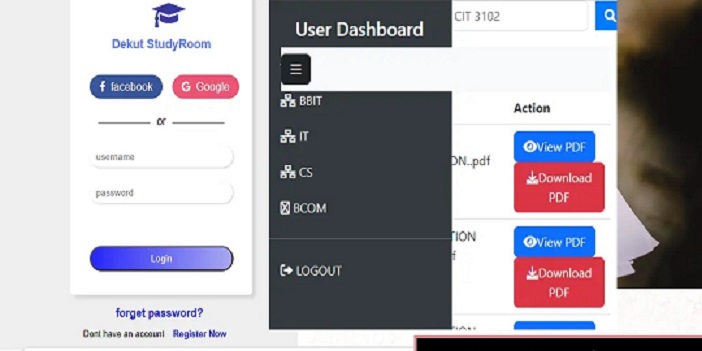 Dekut StudyRoom
f facebook
G Google
or
username
password
Login
forget password?
Dont have an account Register Now
User Dashboard
BBIT
IT
CS
BCOM
LOGOUT
CIT 3102
Action
ON..pdf
View PDF
Download
PDF
TION
f
View PDF
Download
PDF